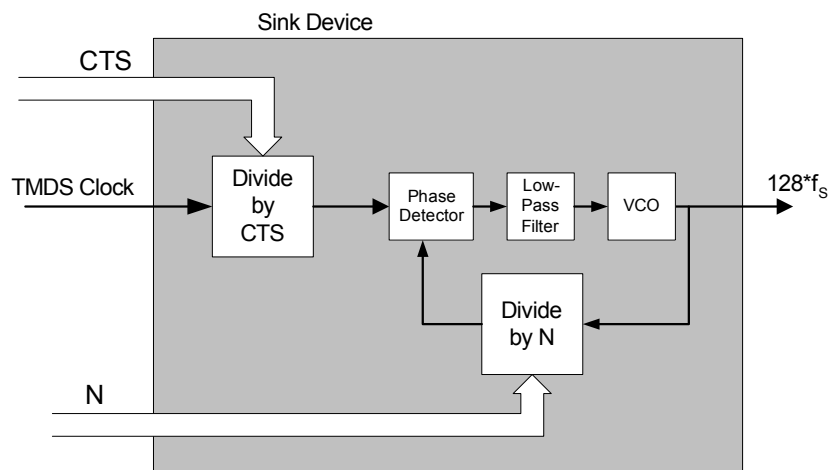 Sink Device
CTS
TMDS Clock
Divide
by
CTS
Phase
Detector
Low-
Pass
Filter
VCO
128*fS
Divide
by N
N